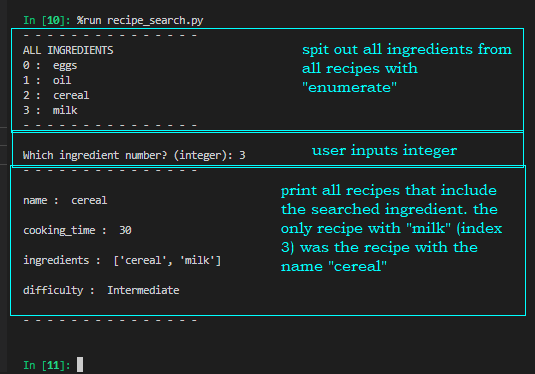 In [10]: %run recipe_search.py
- - - - - - - - - - - - - - -
ALL INGREDIENTS
0 :  eggs
1 :  oil
2 :  cereal
3 :  milk
- - - - - - - - - - - - - - -
spit out all ingredients from
all recipes with
"enumerate"
Which ingredient number? (integer): 3
user inputs integer
- - - - - - - - - - - - - - -
name :  cereal
cooking_time :  30
ingredients :  ['cereal', 'milk']
difficulty :  Intermediate
- - - - - - - - - - - - - - -
print all recipes that include
the searched ingredient. the
only recipe with "milk" (index
3) was the recipe with the
name "cereal"
In [11]: